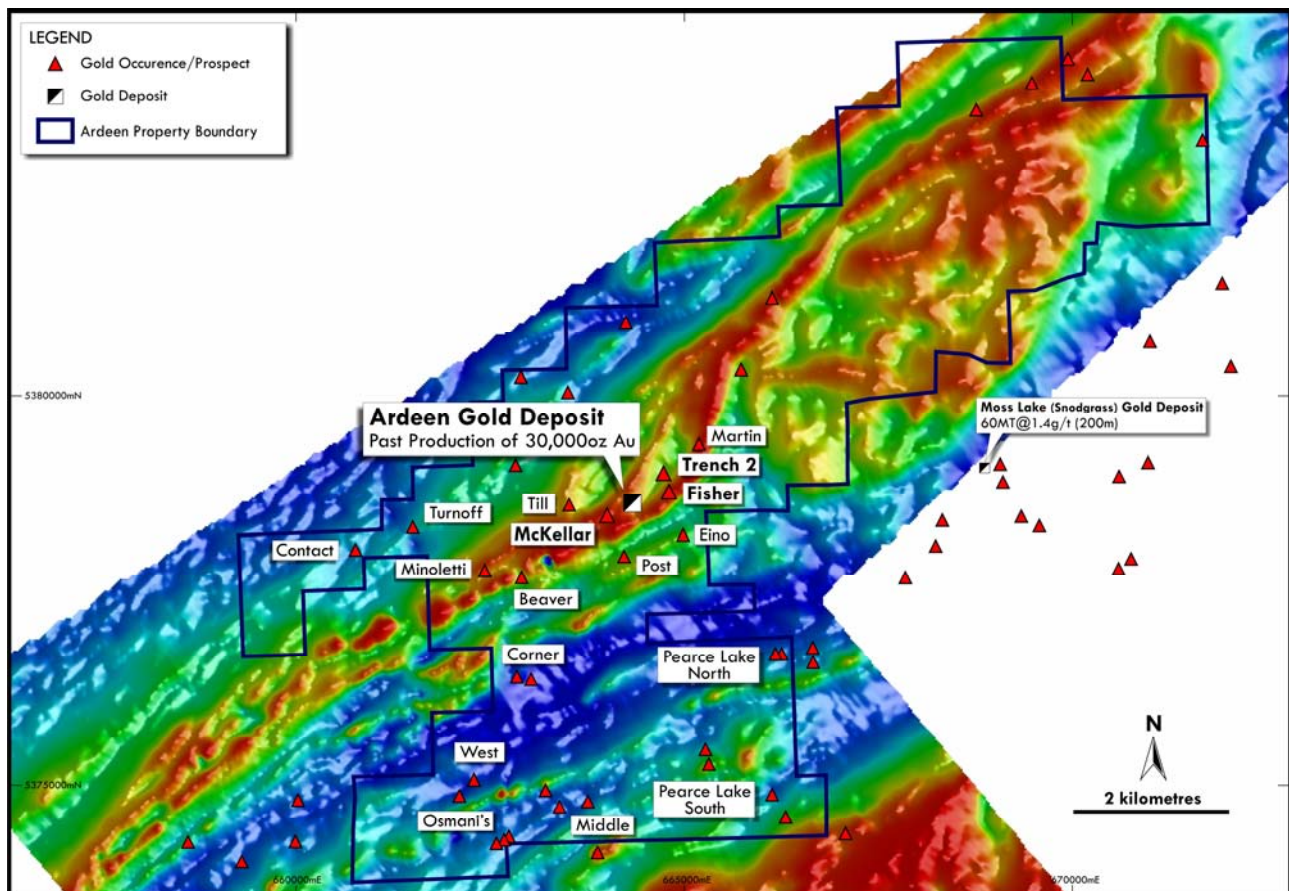 LEGEND
Gold Occurence/Prospect
Gold Deposit
Ardeen Property Boundary
5380000mN
Ardeen Gold Deposit
Past Production of 30,000oz Au
Moss Lake (Snodgrass) Gold Deposit
60MT@1.4g/t (200m)
Martin
Trench 2
Fisher
Till
Turnoff
McKellar
Eino
Contact
Minoletti
Post
Beaver
Corner
Pearce Lake
North
N
West
5375000mN
Pearce Lake
South
2 kilometres
Osmani's
Middle
660000mE
665000mE
670000mE